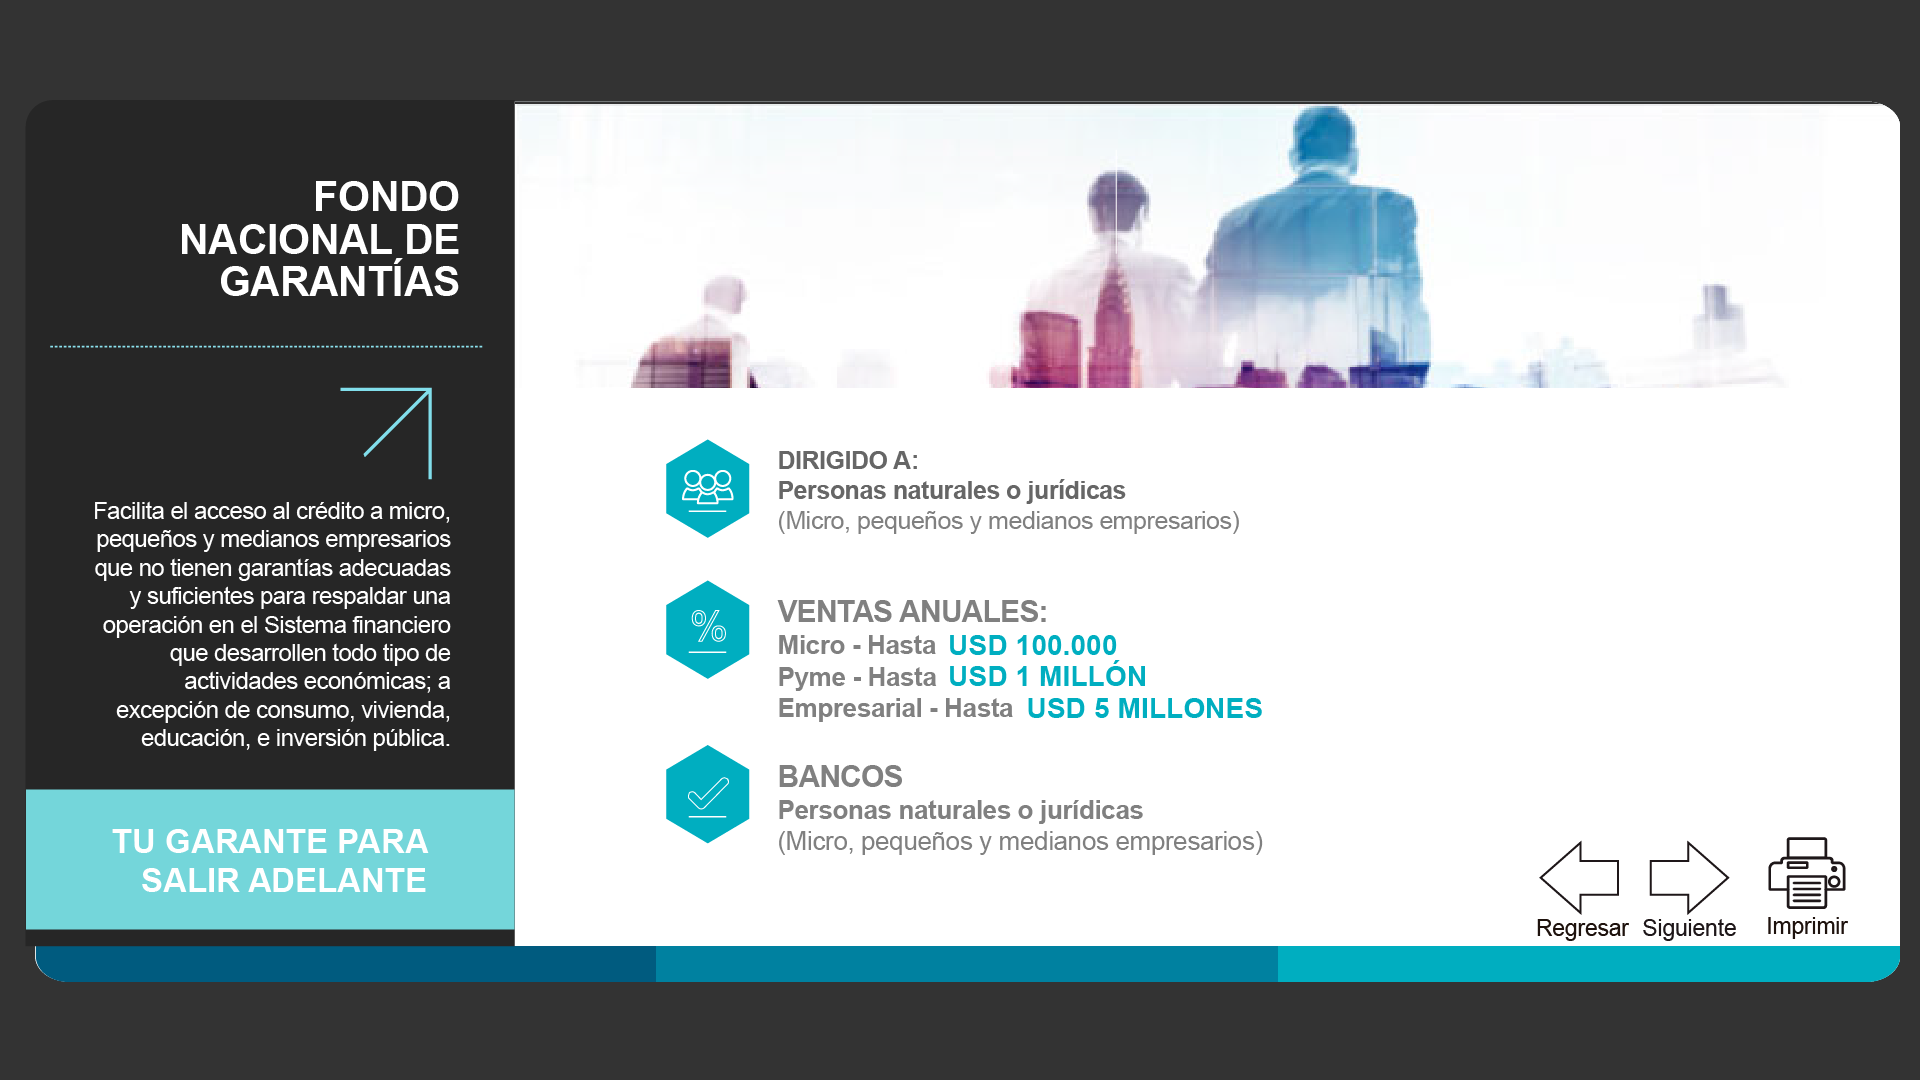 FONDO
NACIONAL DE
GARANTÍAS
Facilita el acceso al crédito a micro,
pequeños y medianos empresarios
que no tienen garantías adecuadas
y suficientes para respaldar una
operación en el Sistema financiero
que desarrollen todo tipo de
actividades económicas; a
excepción de consumo, vivienda,
educación, e inversión pública.
TU GARANTE PARA
SALIR ADELANTE
DIRIGIDO A:
Personas naturales o jurídicas
(Micro, pequeños y medianos empresarios)
%
VENTAS ANUALES:
Micro - Hasta USD 100.000
Pyme - Hasta USD 1 MILLÓN
Empresarial - Hasta USD 5 MILLONES
BANCOS
Personas naturales o jurídicas
(Micro, pequeños y medianos empresarios)
Regresar Siguiente Imprimir